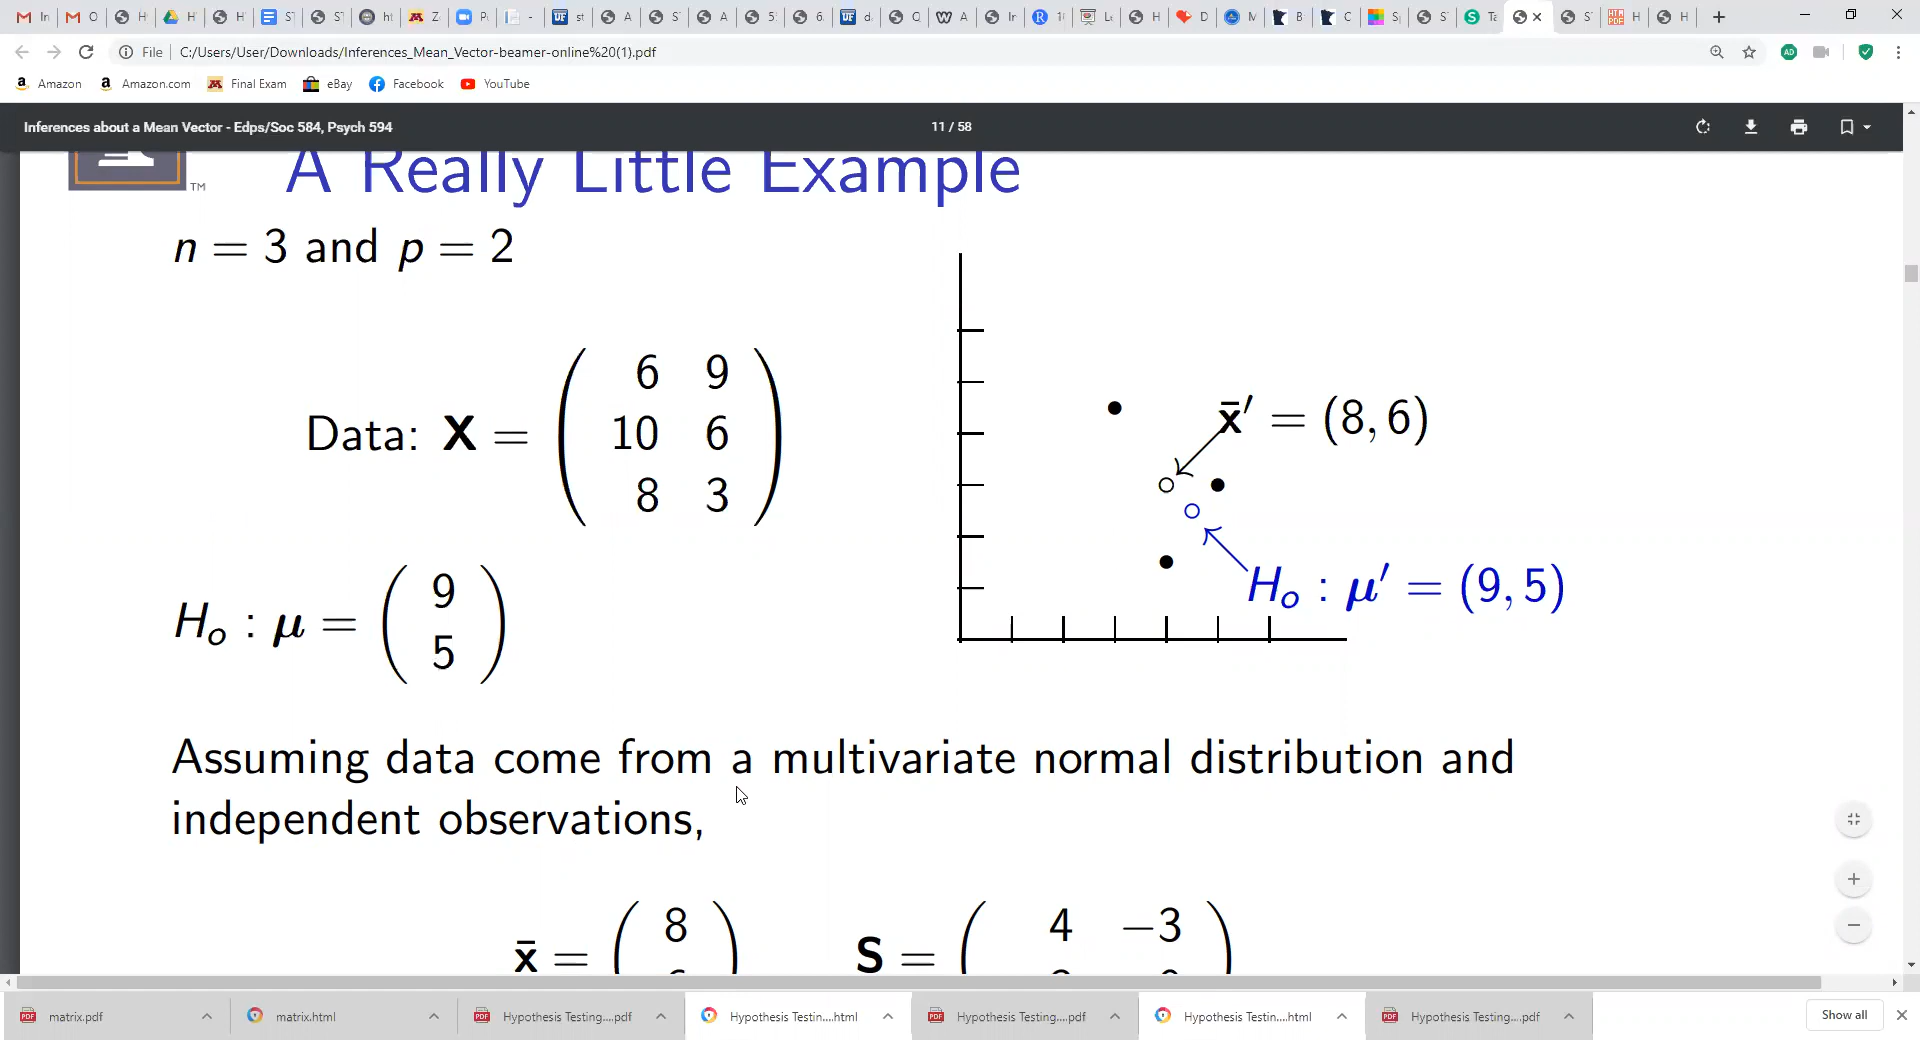 File C:/Users/User/Downloads/Inferences_Mean_Vector-beamer-online%20(1).pdf
Amazon Amazon.com Final Exam eBay Facebook YouTube
Inferences about a Mean Vector - Edps/Soc 584, Psych 594 11 / 58
TM
A Really Little Example
n = 3 and p = 2
6 9
Data: X = 10 6
8 3
x̄′ = (8, 6)
Hₒ : μ′ = (9, 5)
9
Hₒ : μ =
5
Assuming data come from a multivariate normal distribution and
independent observations,
8 4 −3
x̄ = S =
matrix.pdf matrix.html Hypothesis Testing....pdf Hypothesis Testin....html Hypothesis Testing....pdf Hypothesis Testin....html Hypothesis Testing....pdf Show all